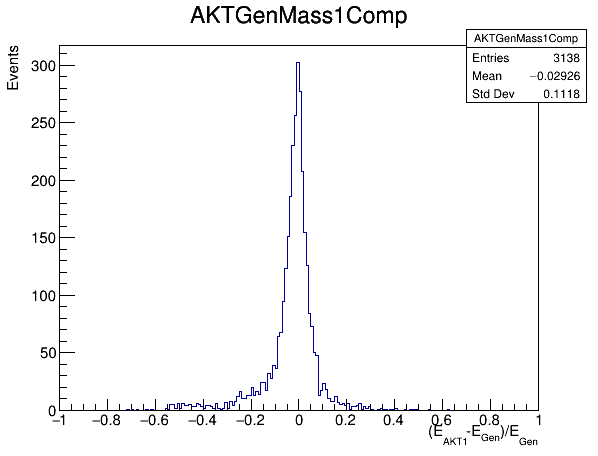 AKTGenMass1Comp
AKTGenMass1Comp
Entries 3138
Mean −0.02926
Std Dev 0.1118
Events
300
250
200
150
100
50
0
−1 −0.8 −0.6 −0.4 −0.2 0 0.2 0.4 0.6 0.8 1
(E_AKT1-E_Gen)/E_Gen